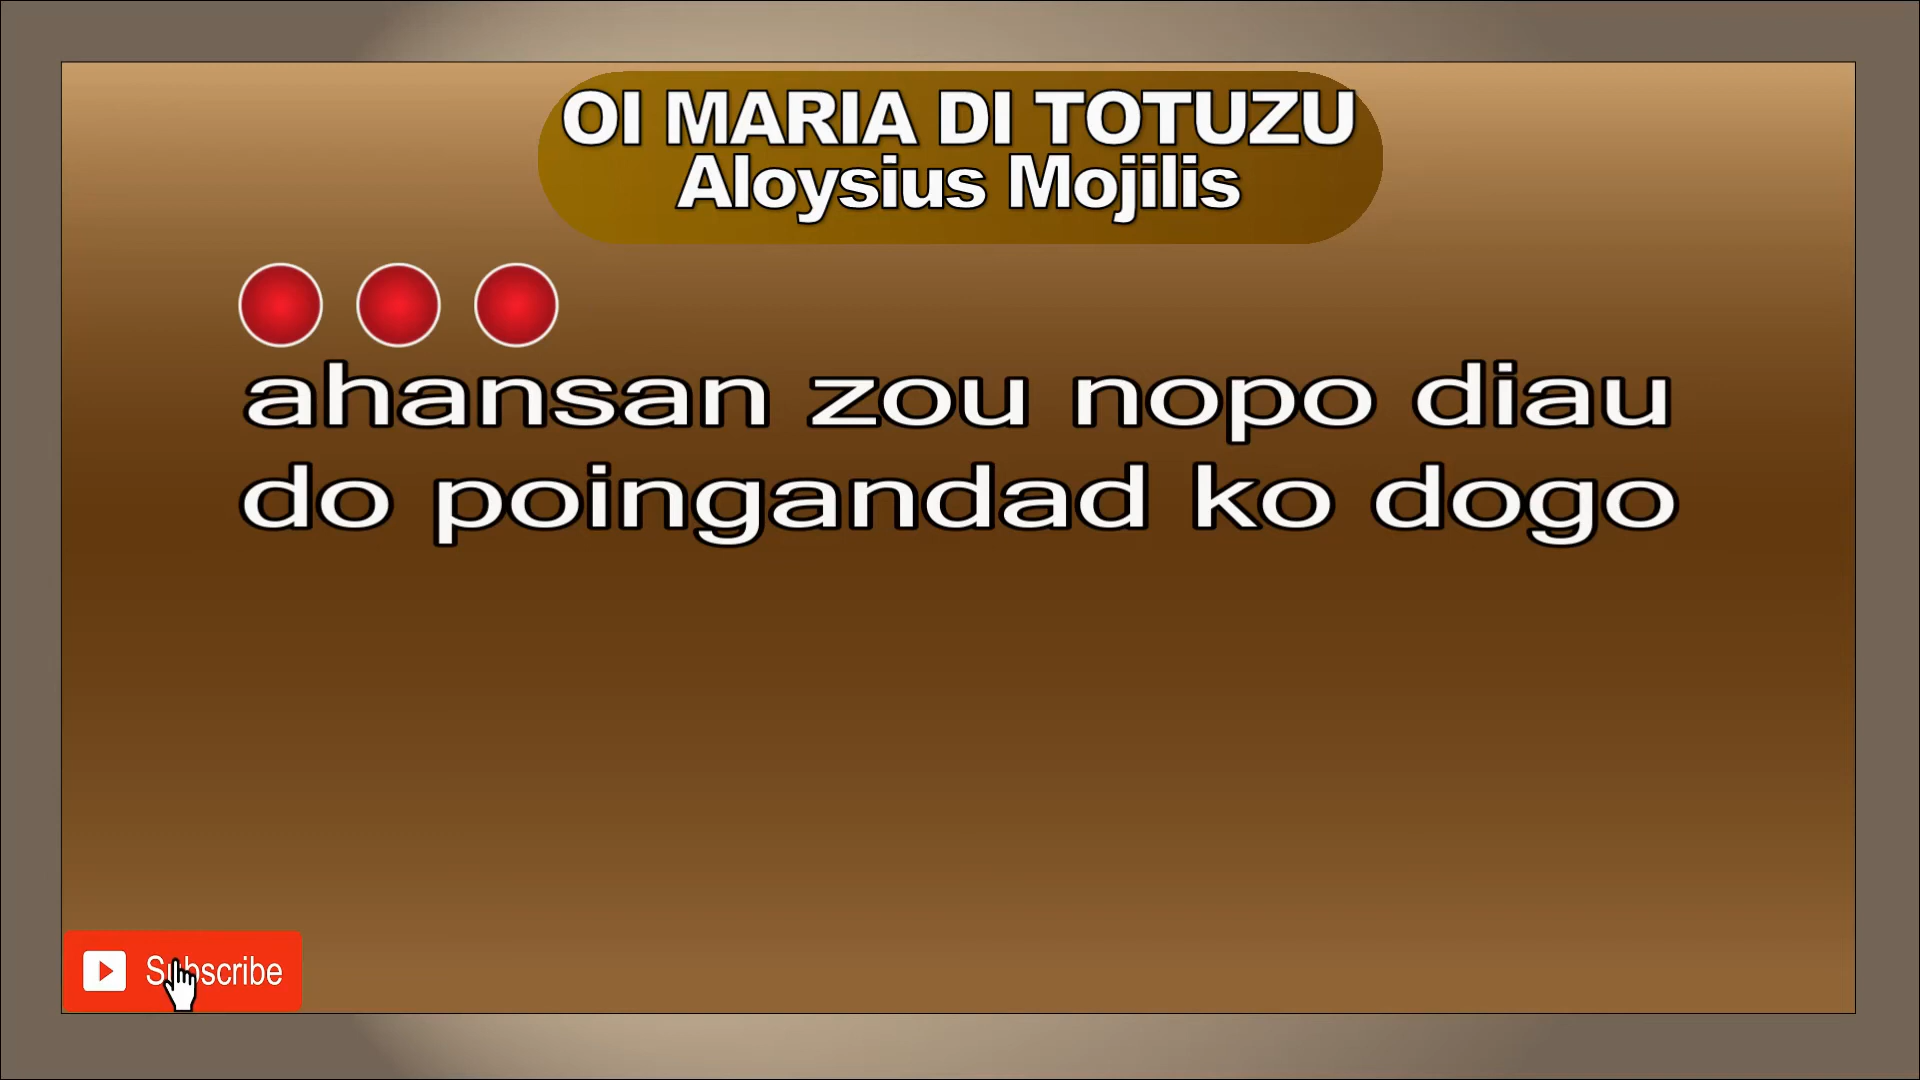 OI MARIA DI TOTUZU
Aloysius Mojilis
ahansan zou nopo diau
do poingandad ko dogo
Subscribe